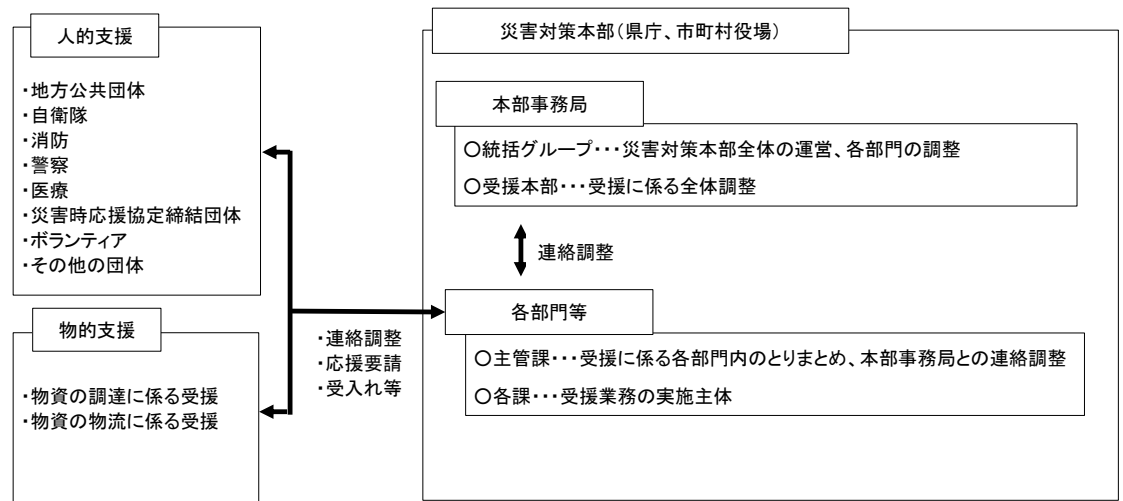 人的支援
・地方公共団体
・自衛隊
・消防
・警察
・医療
・災害時応援協定締結団体
・ボランティア
・その他の団体
物的支援
・物資の調達に係る受援
・物資の物流に係る受援
・連絡調整
・応援要請
・受入れ等
災害対策本部(県庁、市町村役場)
本部事務局
○統括グループ・・・災害対策本部全体の運営、各部門の調整
○受援本部・・・受援に係る全体調整
連絡調整
各部門等
○主管課・・・受援に係る各部門内のとりまとめ、本部事務局との連絡調整
○各課・・・受援業務の実施主体